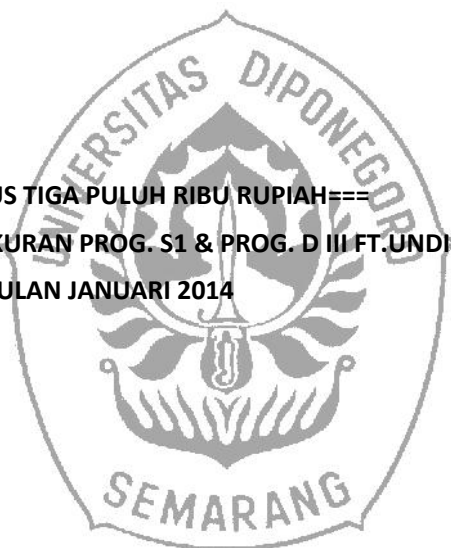 UNIVERSITAS DIPONEGORO
US TIGA PULUH RIBU RUPIAH===
KURAN PROG. S1 & PROG. D III FT.UNDI
ULAN JANUARI 2014
SEMARANG